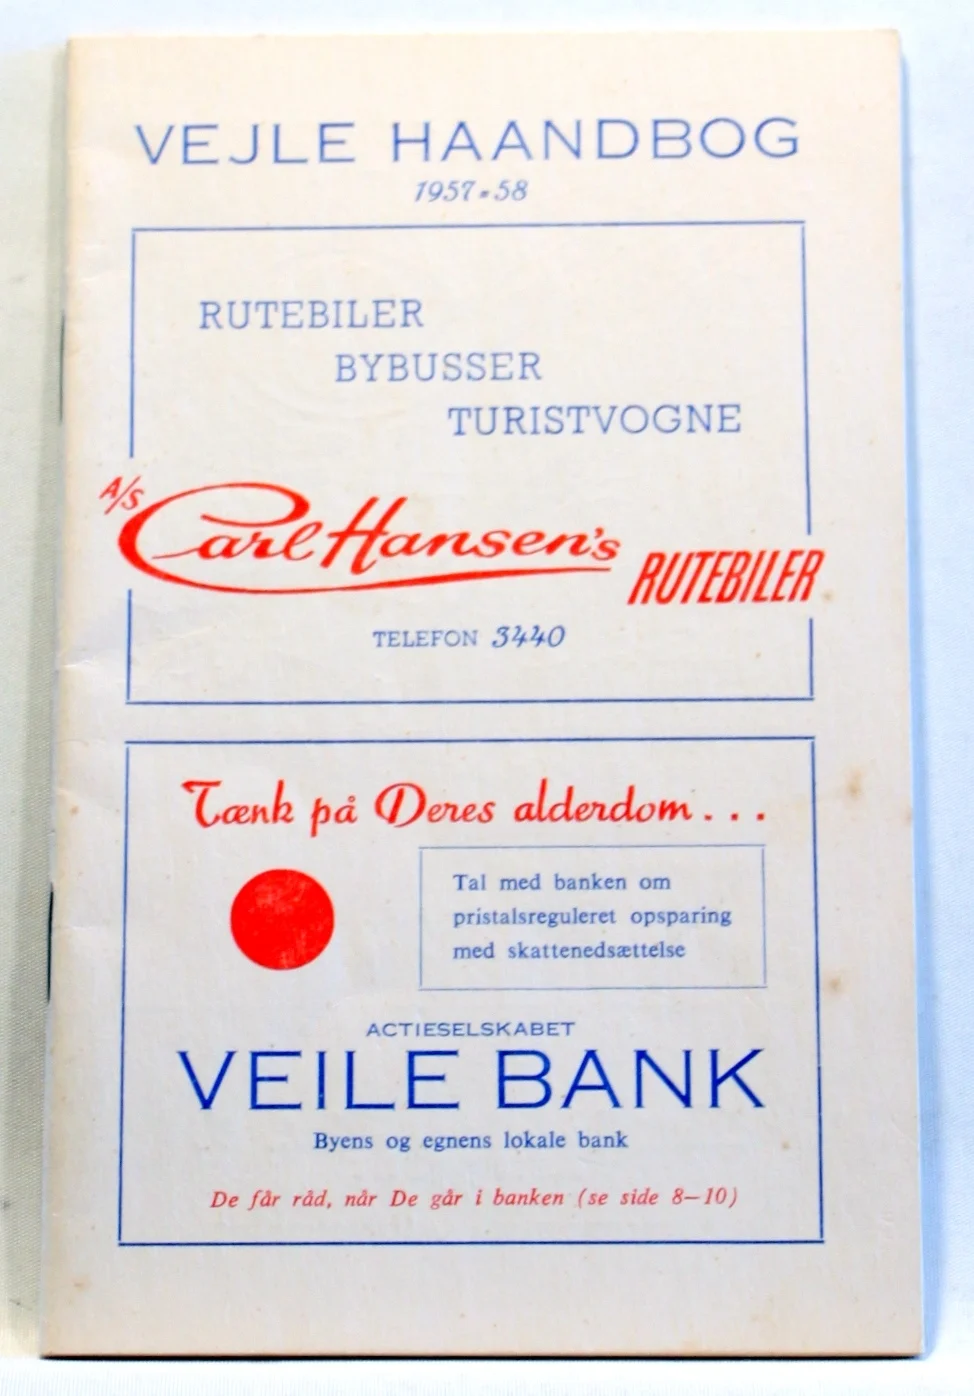 VEJLE HAANDBOG
1957-58
RUTEBILER
BYBUSSER
TURISTVOGNE
A/S Carl Hansen's RUTEBILER
TELEFON 3440
Tænk på Deres alderdom...
Tal med banken om
pristalsreguleret opsparing
med skattenedsættelse
ACTIESELSKABET
VEILE BANK
Byens og egnens lokale bank
De får råd, når De går i banken (se side 8—10)